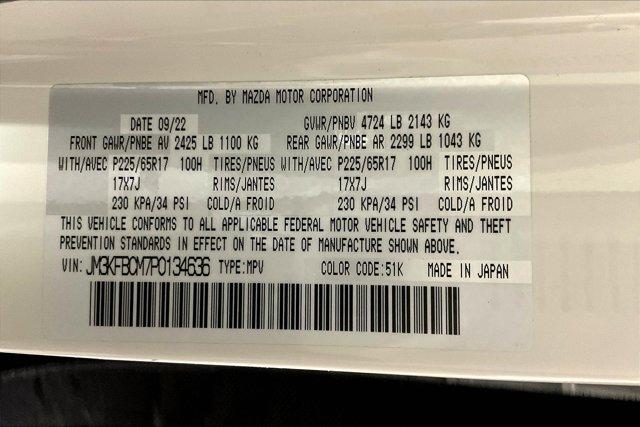 MFD. BY MAZDA MOTOR CORPORATION
DATE 09/22 GVWR/PNBV 4724 LB 2143 KG
FRONT GAWR/PNBE AV 2425 LB 1100 KG REAR GAWR/PNBE AR 2299 LB 1043 KG
WITH/AVEC P225/65R17 100H TIRES/PNEUS WITH/AVEC P225/65R17 100H TIRES/PNEUS
17X7J RIMS/JANTES 17X7J RIMS/JANTES
230 KPA/34 PSI COLD/A FROID 230 KPA/34 PSI COLD/A FROID
THIS VEHICLE CONFORMS TO ALL APPLICABLE FEDERAL MOTOR VEHICLE SAFETY AND THEFT
PREVENTION STANDARDS IN EFFECT ON THE DATE OF MANUFACTURE SHOWN ABOVE.
VIN: JM3KFBCM7P0134636 TYPE:MPV COLOR CODE:51K MADE IN JAPAN